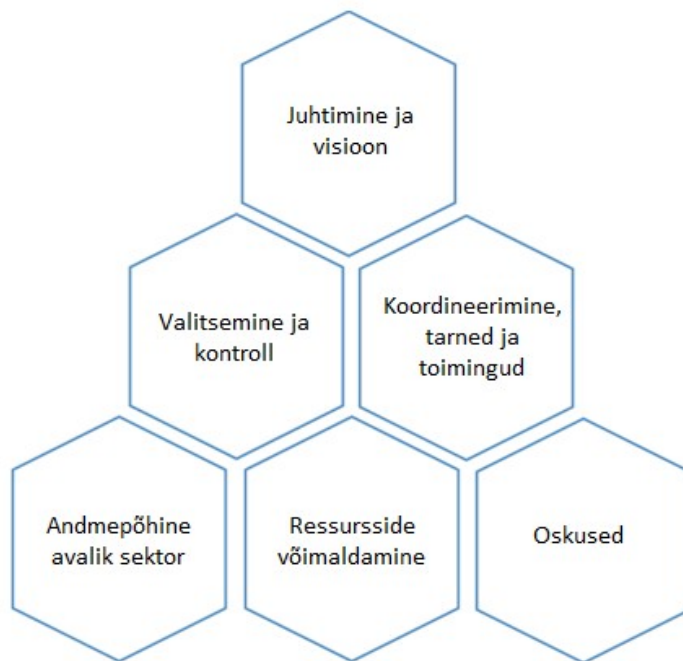 Juhtimine ja
visioon
Valitsemine ja
kontroll
Koordineerimine,
tarned ja
toimingud
Andmepõhine
avalik sektor
Ressursside
võimaldamine
Oskused